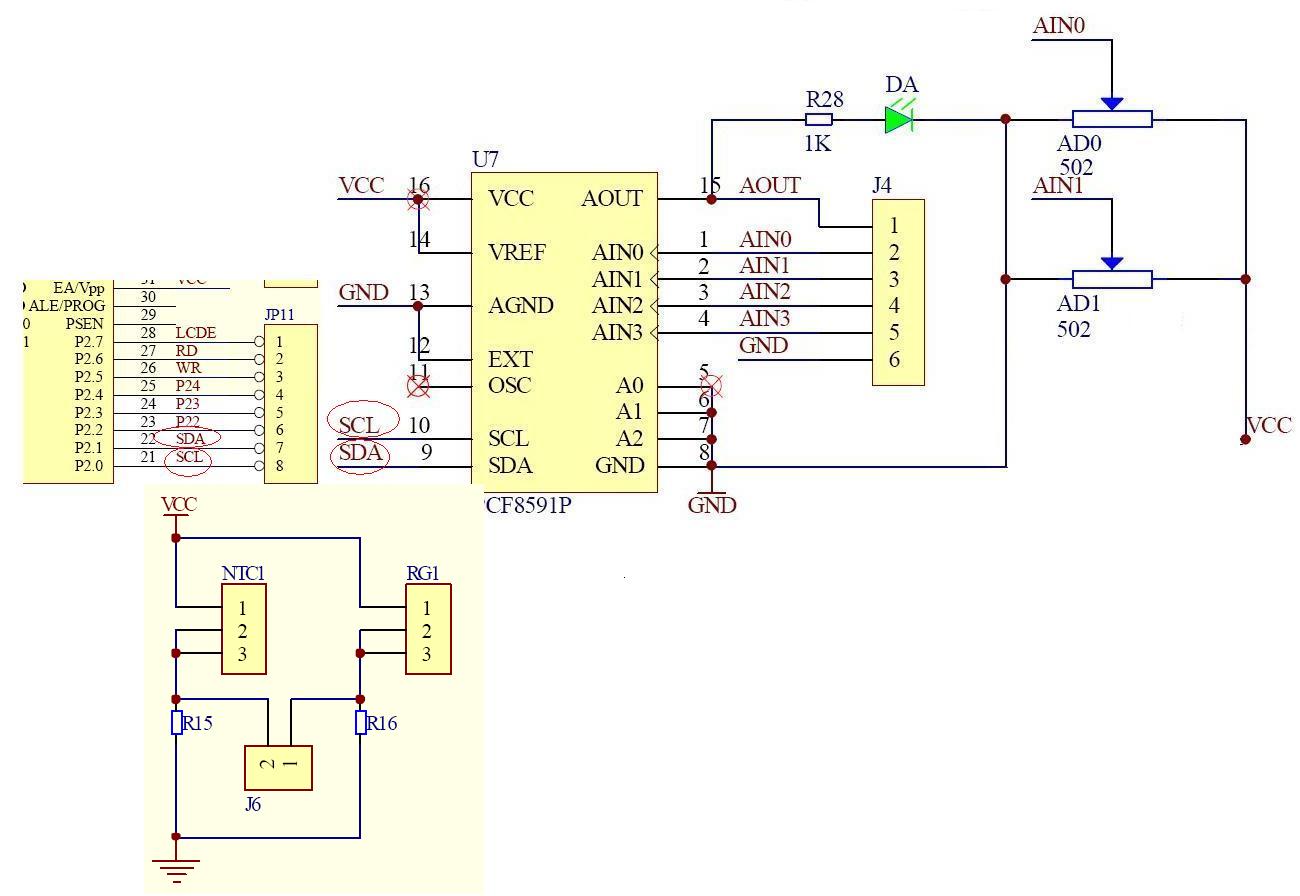 AIN0
DA
R28
1K
AD0
502
U7
VCC 16 VCC AOUT 15 AOUT J4
AIN1
1
14 VREF AIN0 1 AIN0 2
AIN1 2 AIN1 3
GND 13 AGND AIN2 3 AIN2 4
AD1
502
AIN3 4 AIN3 5
12 EXT GND 6
11 OSC A0 5
A1 6
SCL 10 SCL A2 7
SDA 9 SDA GND 8
VCC
GND
CF8591P
EA/Vpp 31 VCC
ALE/PROG 30
PSEN 29 JP11
P2.7 28 LCDE 1
P2.6 27 RD 2
P2.5 26 WR 3
P2.4 25 P24 4
P2.3 24 P23 5
P2.2 23 P22 6
P2.1 22 SDA 7
P2.0 21 SCL 8
VCC
NTC1 RG1
1 1
2 2
3 3
R15 R16
2 1
J6